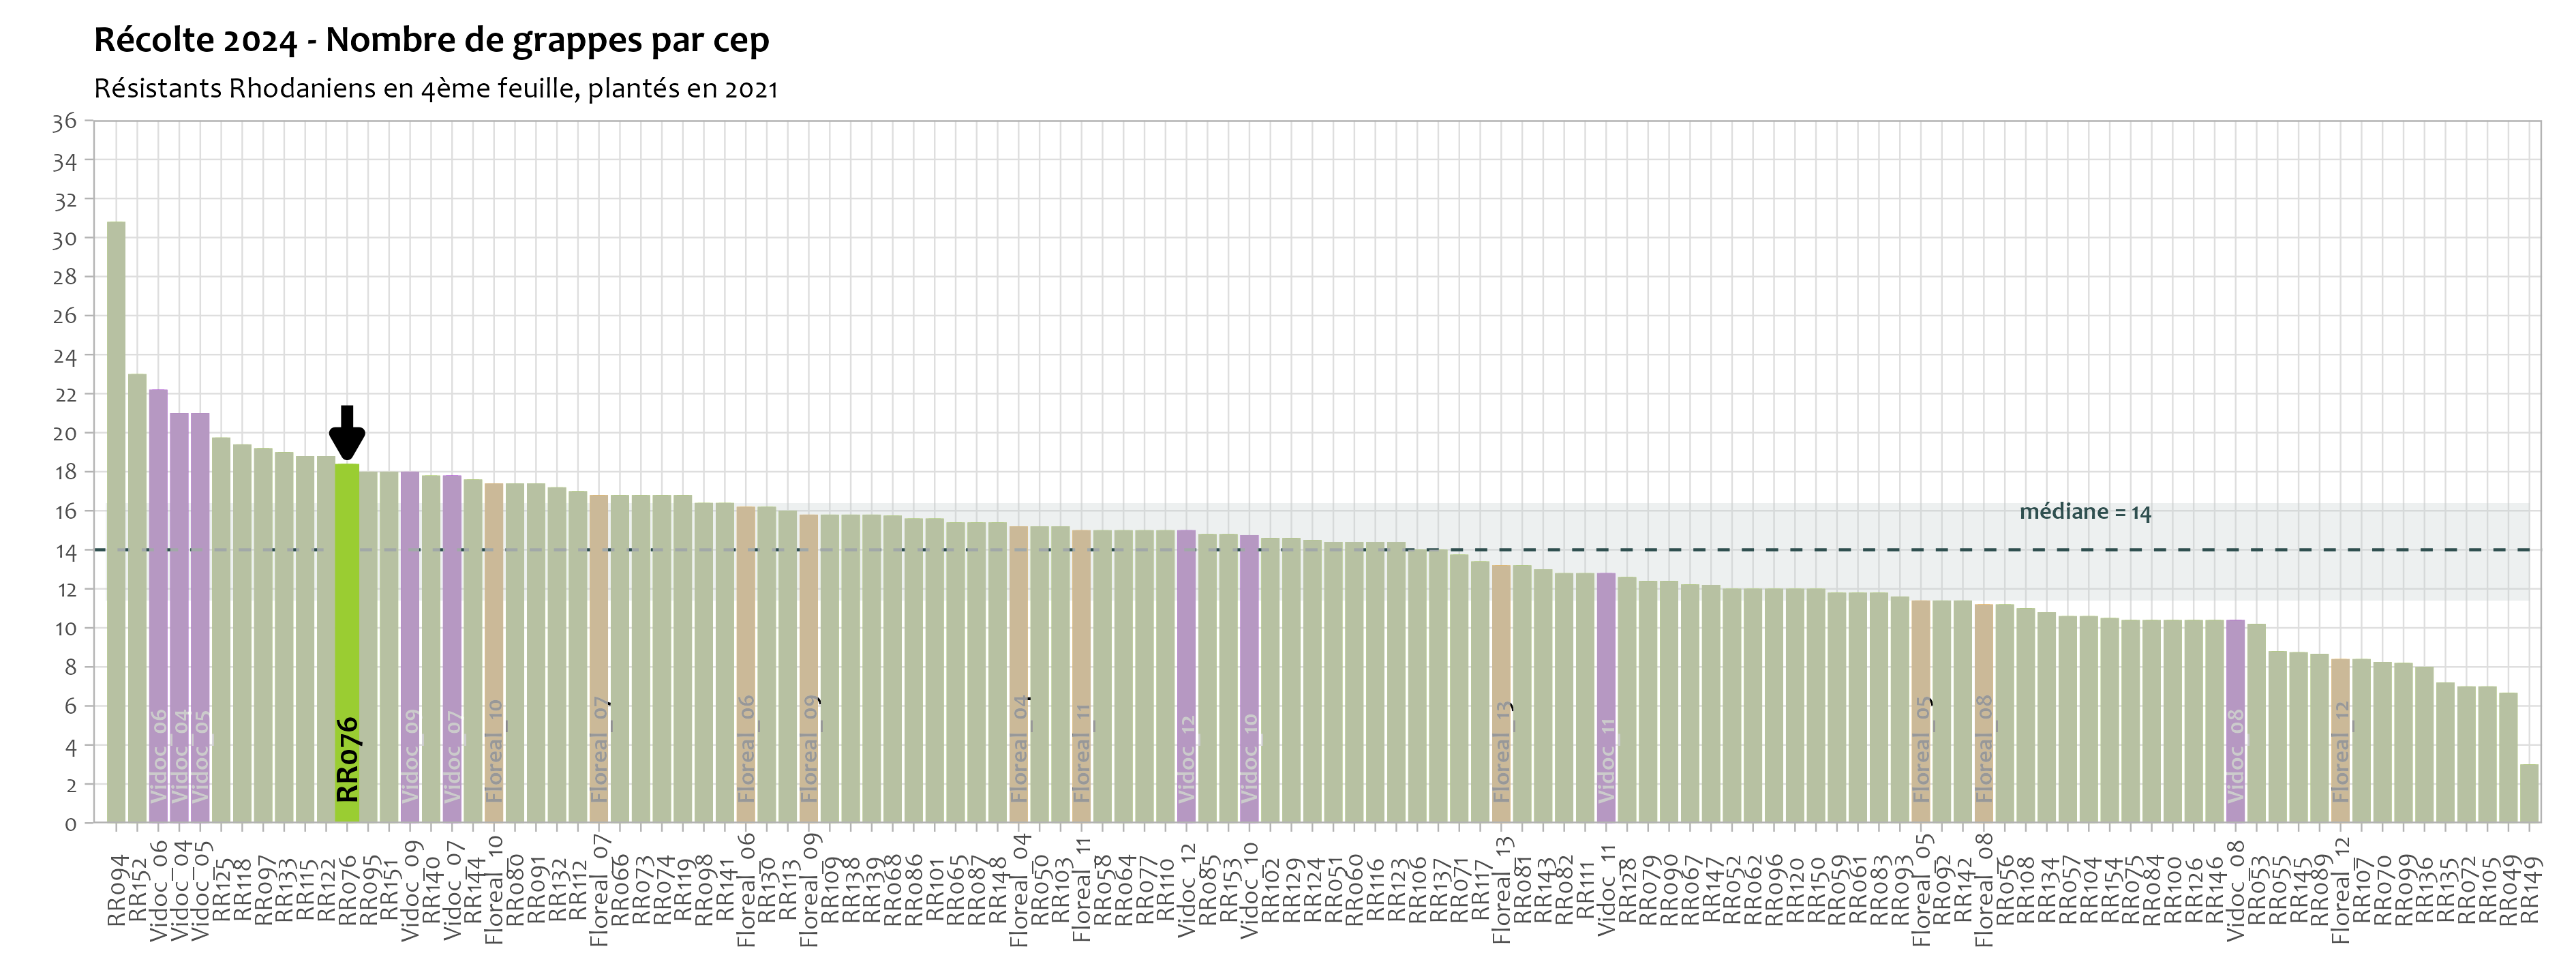 Récolte 2024 - Nombre de grappes par cep
Résistants Rhodaniens en 4ème feuille, plantés en 2021
36
34
32
30
28
26
24
22
20
18
16
14
12
10
8
6
4
2
0
médiane = 14
Vidoc_06
Vidoc_04
Vidoc_05
RR076
Vidoc_09
Vidoc_07
Floreal_10
Floreal_07
Floreal_06
Floreal_09
Floreal_04
Floreal_11
Vidoc_12
Vidoc_10
Floreal_13
Vidoc_11
Floreal_05
Floreal_08
Vidoc_08
Floreal_12
RR094
RR152
Vidoc_06
Vidoc_04
Vidoc_05
RR125
RR118
RR097
RR133
RR115
RR122
RR076
RR095
RR151
Vidoc_09
RR140
Vidoc_07
RR144
Floreal_10
RR080
RR091
RR132
RR112
Floreal_07
RR066
RR073
RR074
RR119
RR098
RR141
Floreal_06
RR130
RR113
Floreal_09
RR109
RR138
RR139
RR068
RR086
RR101
RR065
RR087
RR148
Floreal_04
RR050
RR103
Floreal_11
RR058
RR064
RR077
RR110
Vidoc_12
RR085
RR153
Vidoc_10
RR102
RR129
RR124
RR051
RR060
RR116
RR123
RR106
RR137
RR071
RR117
Floreal_13
RR081
RR143
RR082
RR111
Vidoc_11
RR128
RR079
RR090
RR067
RR147
RR052
RR062
RR096
RR120
RR150
RR059
RR061
RR083
RR093
Floreal_05
RR092
RR142
Floreal_08
RR056
RR108
RR134
RR057
RR104
RR154
RR075
RR084
RR100
RR126
RR146
Vidoc_08
RR053
RR055
RR145
RR089
Floreal_12
RR107
RR070
RR099
RR136
RR135
RR072
RR105
RR049
RR149